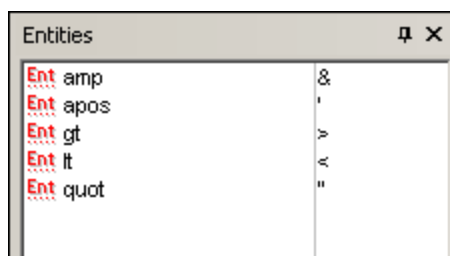 Entities
Ent amp &
Ent apos '
Ent gt >
Ent lt <
Ent quot "